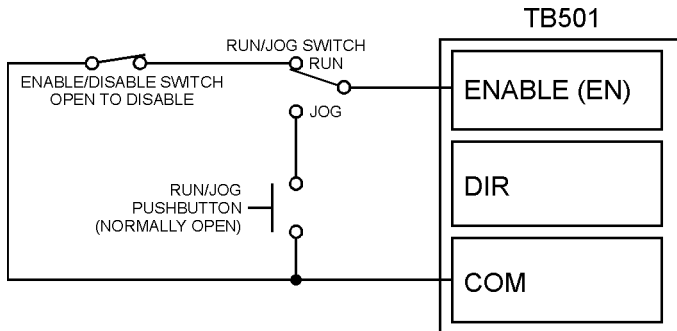 TB501
RUN/JOG SWITCH
RUN
ENABLE/DISABLE SWITCH
OPEN TO DISABLE
ENABLE (EN)
JOG
DIR
RUN/JOG
PUSHBUTTON
(NORMALLY OPEN)
COM